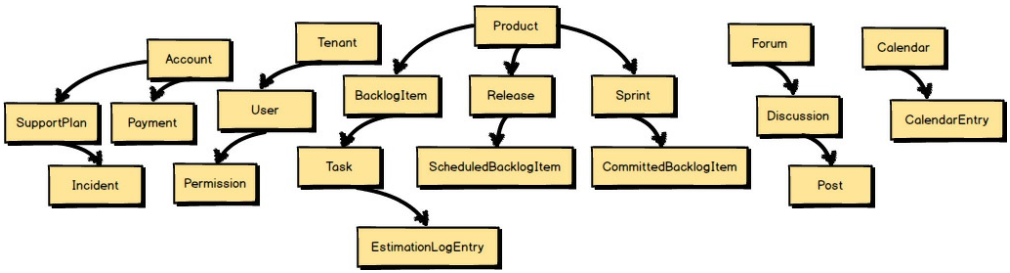 Product
Tenant
Forum
Calendar
Account
BacklogItem
Release
Sprint
User
SupportPlan
Payment
Discussion
CalendarEntry
Task
ScheduledBacklogItem
CommittedBacklogItem
Incident
Permission
Post
EstimationLogEntry